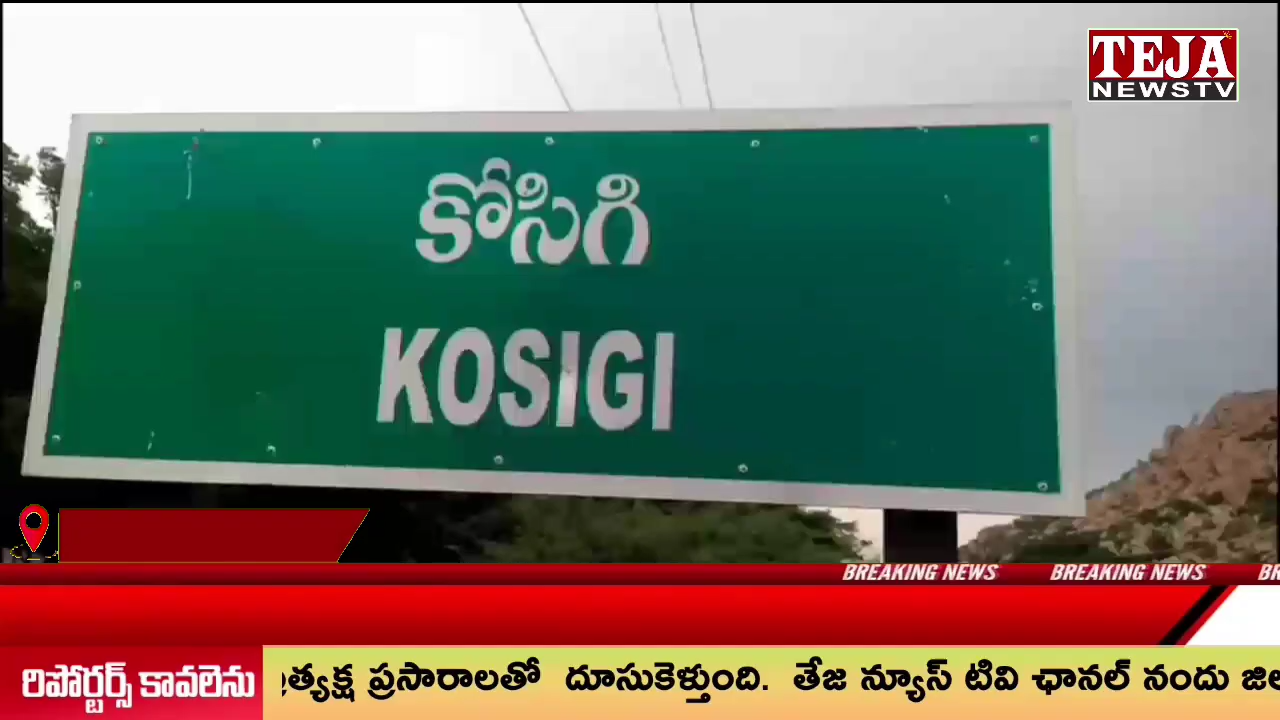 TEJA
NEWSTV
కోసిగి
KOSIGI
BREAKING NEWS BREAKING NEWS
రిపోర్టర్స్ కావలెను
ప్రసారాలతో దూసుకెళ్తుంది. తేజ న్యూస్ టివి ఛానల్ నందు